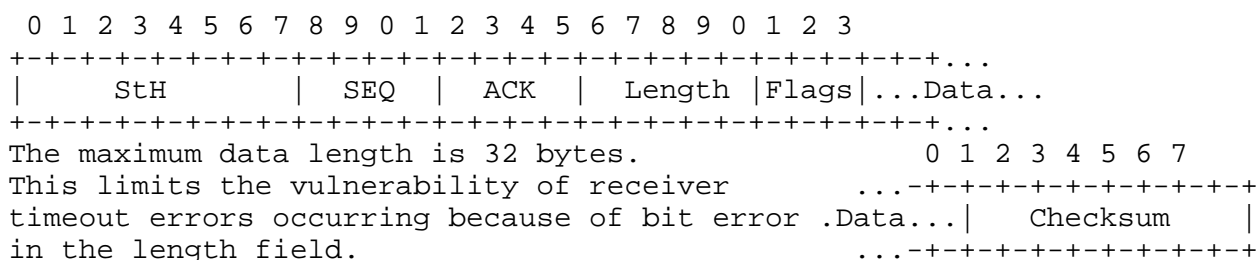 0 1 2 3 4 5 6 7 8 9 0 1 2 3 4 5 6 7 8 9 0 1 2 3
+-+-+-+-+-+-+-+-+-+-+-+-+-+-+-+-+-+-+-+-+-+-+-+-+-+-+...
| StH | SEQ | ACK | Length |Flags|...Data...
+-+-+-+-+-+-+-+-+-+-+-+-+-+-+-+-+-+-+-+-+-+-+-+-+-+-+...
The maximum data length is 32 bytes. 0 1 2 3 4 5 6 7
This limits the vulnerability of receiver ...-+-+-+-+-+-+-+-+-+-+
timeout errors occurring because of bit error .Data...| Checksum |
in the length field. ...-+-+-+-+-+-+-+-+-+-+